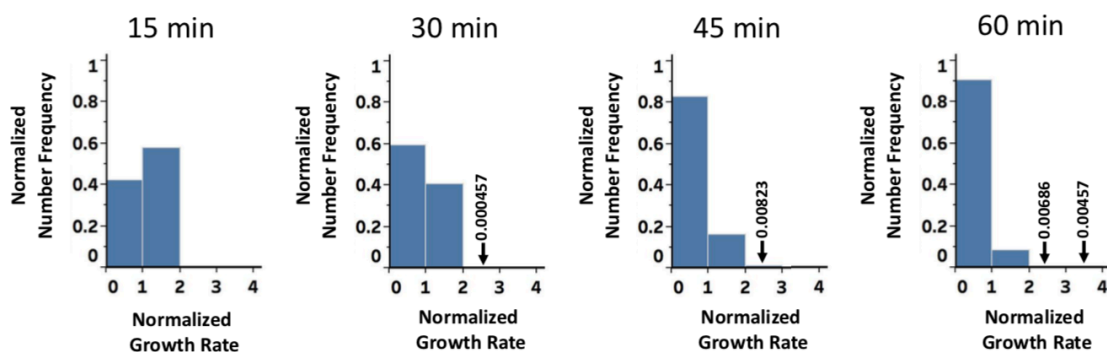 15 min
Normalized
Number Frequency
1
0.8
0.6
0.4
0.2
0
0 1 2 3 4
Normalized
Growth Rate
30 min
Normalized
Number Frequency
1
0.8
0.6
0.4
0.2
0
0.000457
0 1 2 3 4
Normalized
Growth Rate
45 min
Normalized
Number Frequency
1
0.8
0.6
0.4
0.2
0
0.00823
0 1 2 3 4
Normalized
Growth Rate
60 min
Normalized
Number Frequency
1
0.8
0.6
0.4
0.2
0
0.00686
0.00457
0 1 2 3 4
Normalized
Growth Rate